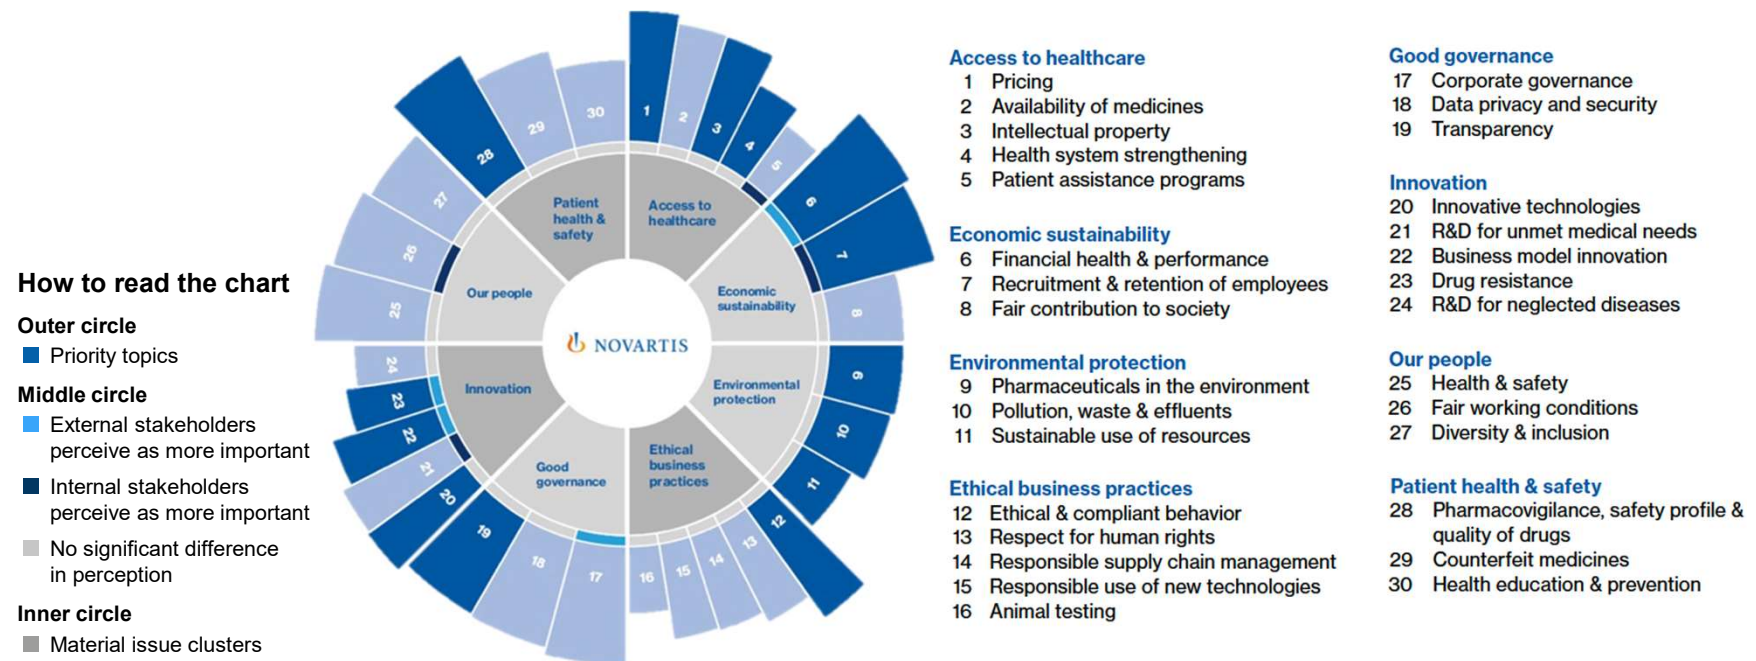 How to read the chart
Outer circle
Priority topics
Middle circle
External stakeholders
perceive as more important
Internal stakeholders
perceive as more important
No significant difference
in perception
Inner circle
Material issue clusters
1
2
3
4
5
6
7
8
9
10
11
12
13
14
15
16
17
18
19
20
21
22
23
24
25
26
27
28
29
30
Patient
health &
safety
Access to
healthcare
Our people
Economic
sustainability
NOVARTIS
Innovation
Environmental
protection
Good
governance
Ethical
business
practices
Access to healthcare
1 Pricing
2 Availability of medicines
3 Intellectual property
4 Health system strengthening
5 Patient assistance programs
Economic sustainability
6 Financial health & performance
7 Recruitment & retention of employees
8 Fair contribution to society
Environmental protection
9 Pharmaceuticals in the environment
10 Pollution, waste & effluents
11 Sustainable use of resources
Ethical business practices
12 Ethical & compliant behavior
13 Respect for human rights
14 Responsible supply chain management
15 Responsible use of new technologies
16 Animal testing
Good governance
17 Corporate governance
18 Data privacy and security
19 Transparency
Innovation
20 Innovative technologies
21 R&D for unmet medical needs
22 Business model innovation
23 Drug resistance
24 R&D for neglected diseases
Our people
25 Health & safety
26 Fair working conditions
27 Diversity & inclusion
Patient health & safety
28 Pharmacovigilance, safety profile &
quality of drugs
29 Counterfeit medicines
30 Health education & prevention